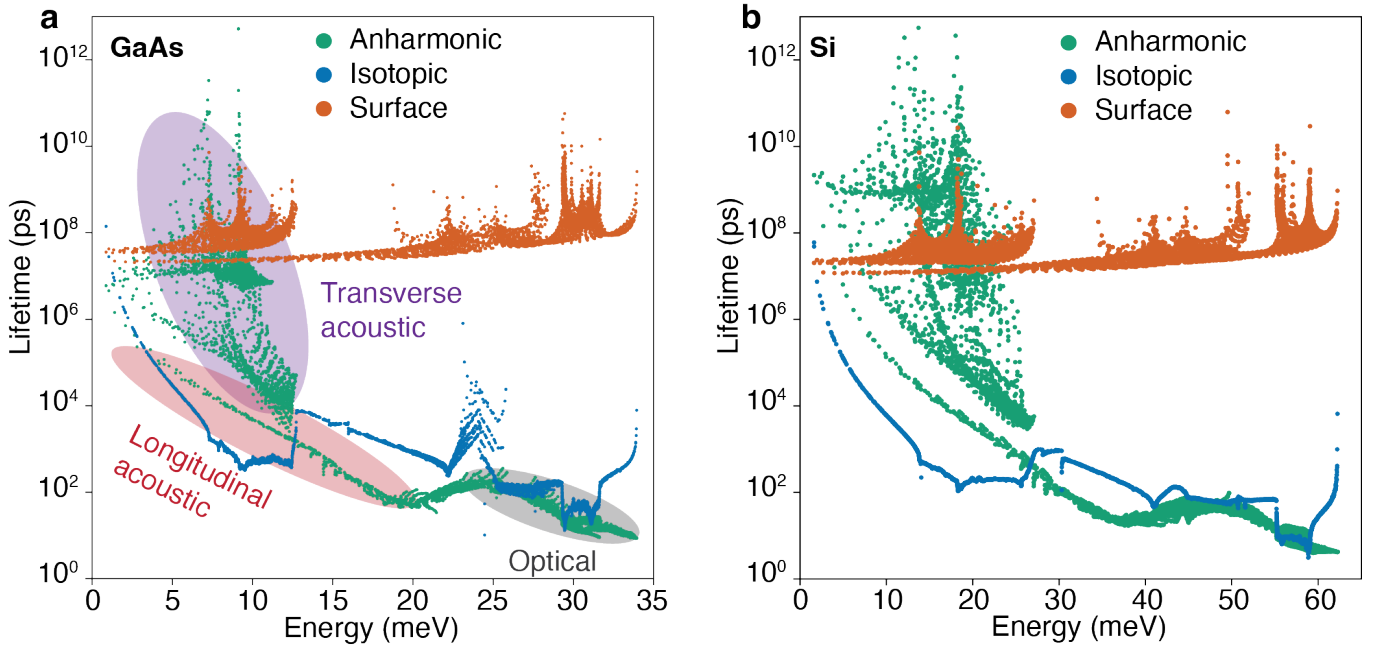 a
GaAs
Anharmonic
Isotopic
Surface
Transverse
acoustic
Longitudinal
acoustic
Optical
Lifetime (ps)
10¹²
10¹⁰
10⁸
10⁶
10⁴
10²
10⁰
0 5 10 15 20 25 30 35
Energy (meV)
b
Si
Anharmonic
Isotopic
Surface
Lifetime (ps)
10¹²
10¹⁰
10⁸
10⁶
10⁴
10²
10⁰
0 10 20 30 40 50 60
Energy (meV)